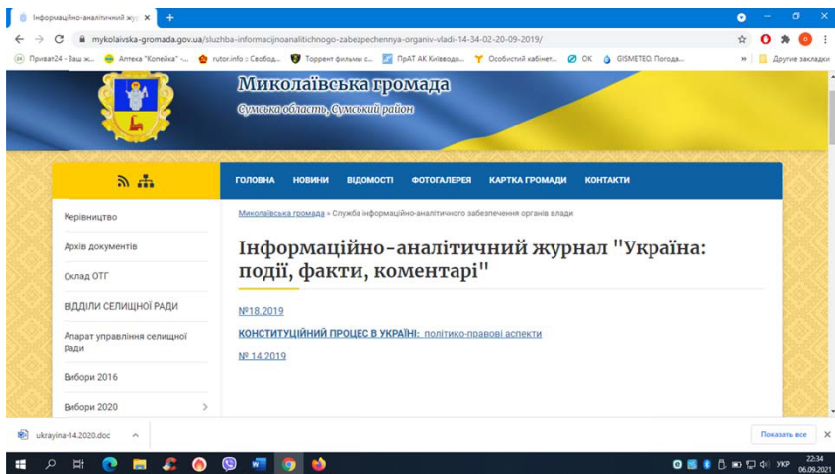 Інформаційно-аналітичний жур
mykolaivska-gromada.gov.ua/sluzhba-informacijnoanalitichnogo-zabezpechennya-organiv-vladi-14-34-02-20-09-2019/
Приват24 - Ваш ж... Аптека "Копейка" -... rutor.info :: Свобод... Торрент фильмы с... ПрАТ АК Київводо... Особистий кабінет... OK GISMETEO: Погода... » Другие закладки
Миколаївська громада
Сумська область, Сумський район
ГОЛОВНА НОВИНИ ВІДОМОСТІ ФОТОГАЛЕРЕЯ КАРТКА ГРОМАДИ КОНТАКТИ
Керівництво
Архів документів
Склад ОТГ
ВІДДІЛИ СЕЛИЩНОЇ РАДИ
Апарат управління селищної
ради
Вибори 2016
Вибори 2020
Миколаївська громада » Служба інформаційно-аналітичного забезпечення органів влади
Інформаційно-аналітичний журнал "Україна:
події, факти, коментарі"
№18.2019
КОНСТИТУЦІЙНИЙ ПРОЦЕС В УКРАЇНІ: політико-правові аспекти
№ 14.2019
ukrayina-14.2020.doc
Показать все
УКР
22:34
06.09.2021